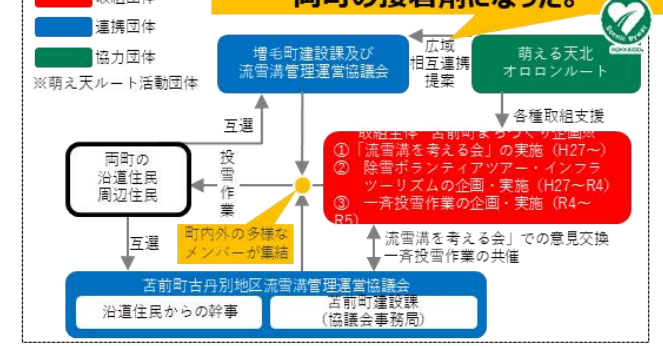 両町の接着剤になった。
連携団体
協力団体
※萌え天ルート活動団体
増毛町建設課及び
流雪溝管理運営協議会
広域
相互連携
提案
萌える天北
オロロンルート
各種取組支援
互選
両町の
沿道住民
周辺住民
投
雪
作
業
取組主体 苫前町まちづくり企画※
①「流雪溝を考える会」の実施(H27~)
② 除雪ボランティアツアー・インフラ
ツーリズムの企画・実施(H27~R4)
③ 一斉投雪作業の企画・実施(R4~
R5)
町内外の多様な
メンバーが集結
互選
流雪溝を考える会」での意見交換
一斉投雪作業の共催
苫前町古丹別地区流雪溝管理運営協議会
沿道住民からの幹事
苫前町建設課
(協議会事務局)